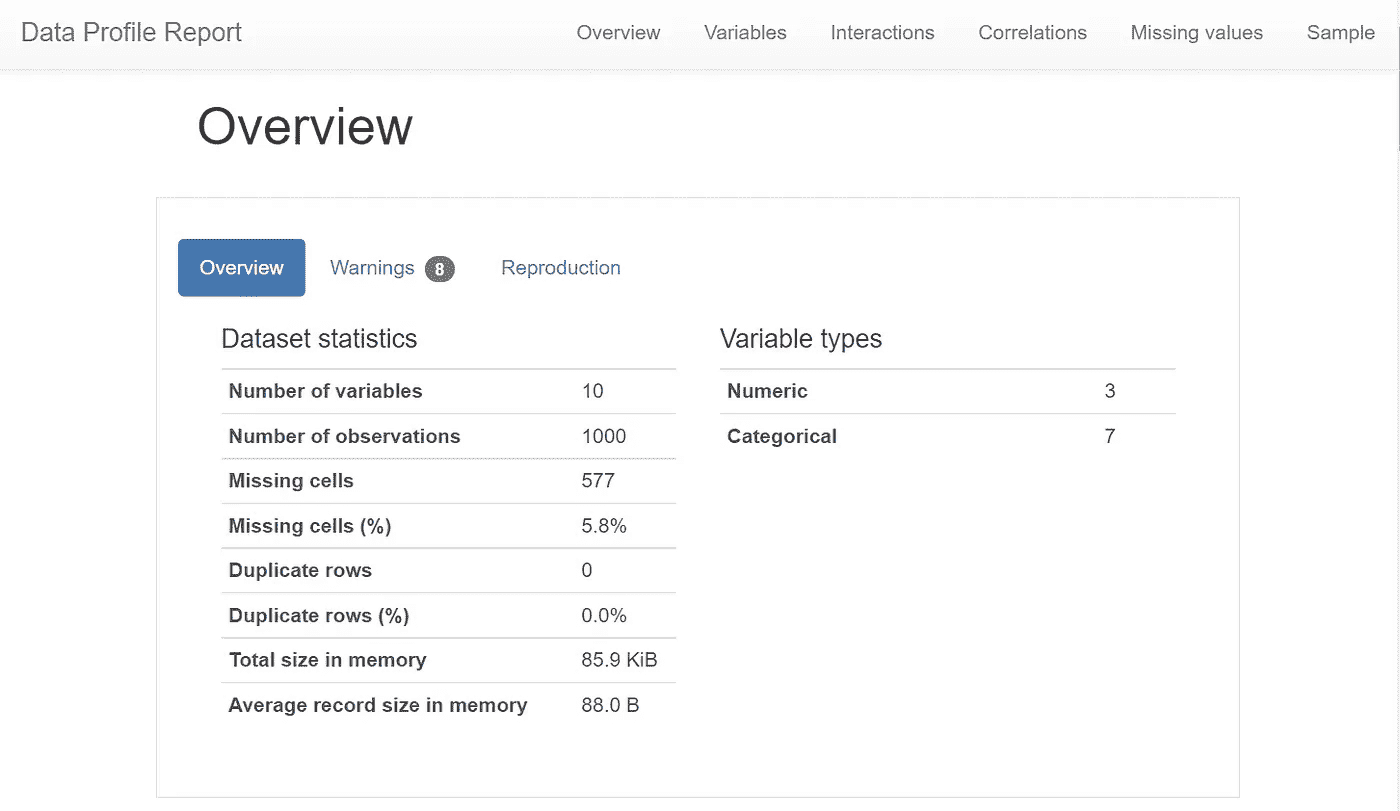 Data Profile Report Overview Variables Interactions Correlations Missing values Sample
Overview
Overview Warnings 8 Reproduction
Dataset statistics
Number of variables 10
Number of observations 1000
Missing cells 577
Missing cells (%) 5.8%
Duplicate rows 0
Duplicate rows (%) 0.0%
Total size in memory 85.9 KiB
Average record size in memory 88.0 B
Variable types
Numeric 3
Categorical 7